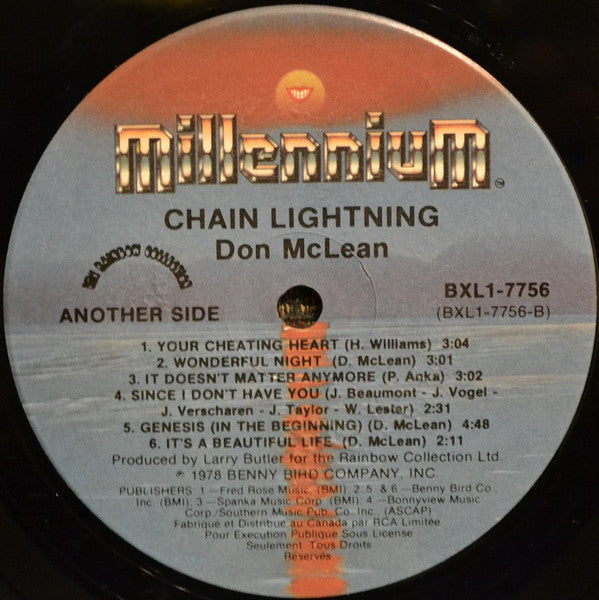 millennium
TM
CHAIN LIGHTNING
Don McLean
THE RAINBOW COLLECTION
BXL1-7756
ANOTHER SIDE
(BXL1-7756-B)
1. YOUR CHEATING HEART (H. Williams) 3:04
2. WONDERFUL NIGHT (D. McLean) 3:01
3. IT DOESN'T MATTER ANYMORE (P. Anka) 3:02
4. SINCE I DON'T HAVE YOU (J. Beaumont - J. Vogel -
J. Verscharen - J. Taylor - W. Lester) 2:31
5. GENESIS (IN THE BEGINNING) (D. McLean) 4:48
6. IT'S A BEAUTIFUL LIFE (D. McLean) 2:11
Produced by Larry Butler for the Rainbow Collection Ltd.
℗ 1978 BENNY BIRD COMPANY, INC.
PUBLISHERS: 1 - Fred Rose Music, (BMI); 2, 5 & 6 - Benny Bird Co.,
Inc. (BMI); 3 - Spanka Music Corp. (BMI); 4 - Bonnyview Music
Corp./Southern Music Pub. Co. Inc., (ASCAP)
Fabriqué et Distribué au Canada par RCA Limitée
Pour Execution Publique Sous License
Seulement. Tous Droits
Reservés